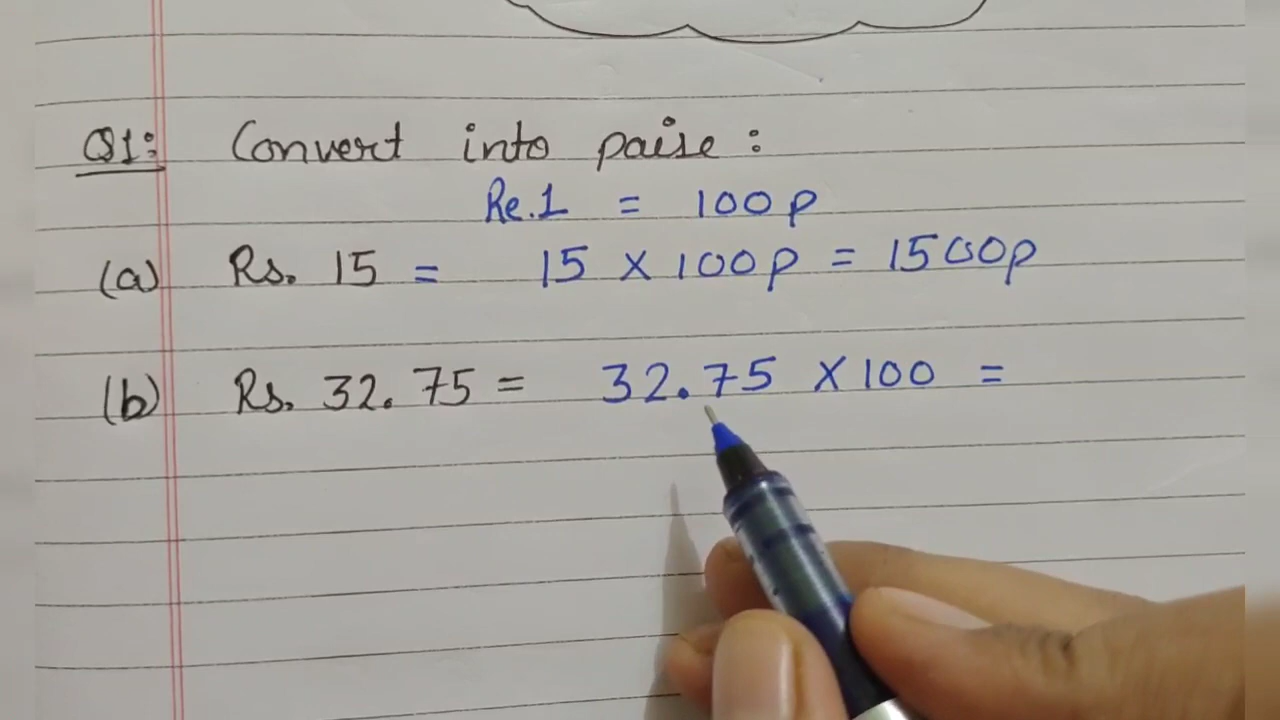 Q1: Convert into paise :
Re.1 = 100p
(a) Rs. 15 = 15 x 100p = 1500p
(b) Rs. 32.75 = 32.75 x 100 =